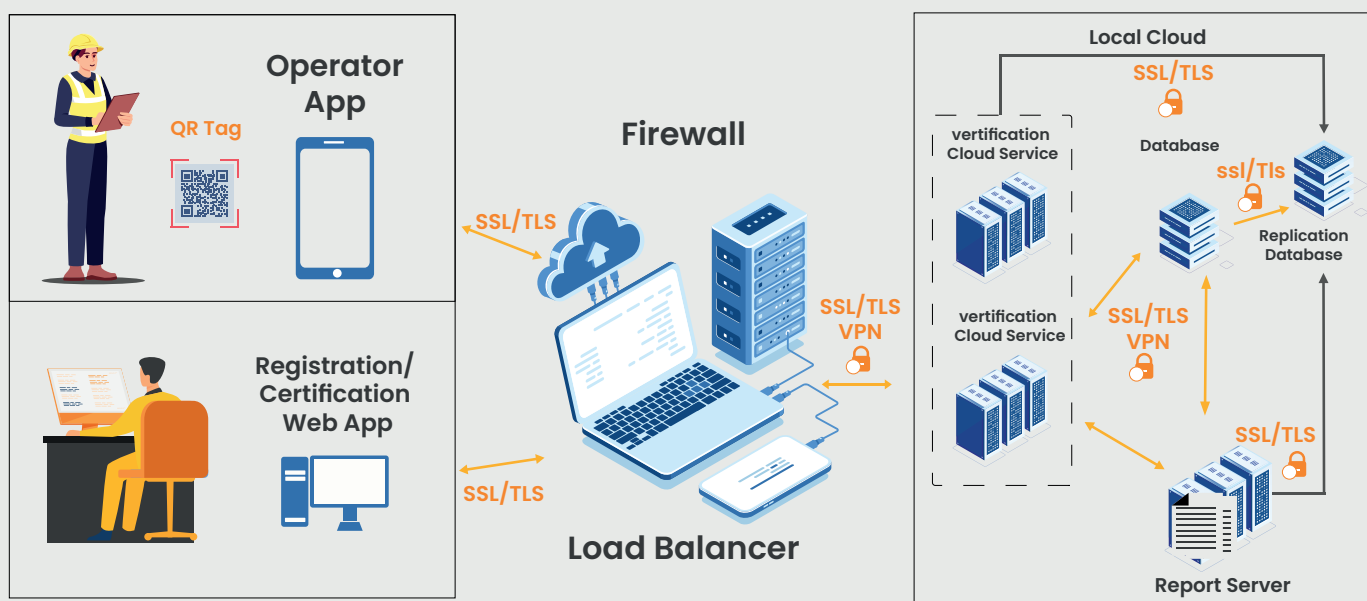 Operator
App
QR Tag
Registration/
Certification
Web App
SSL/TLS
SSL/TLS
Firewall
Load Balancer
SSL/TLS
VPN
Local Cloud
SSL/TLS
vertification
Cloud Service
Database
ssl/Tls
Replication
Database
vertification
Cloud Service
SSL/TLS
VPN
SSL/TLS
Report Server